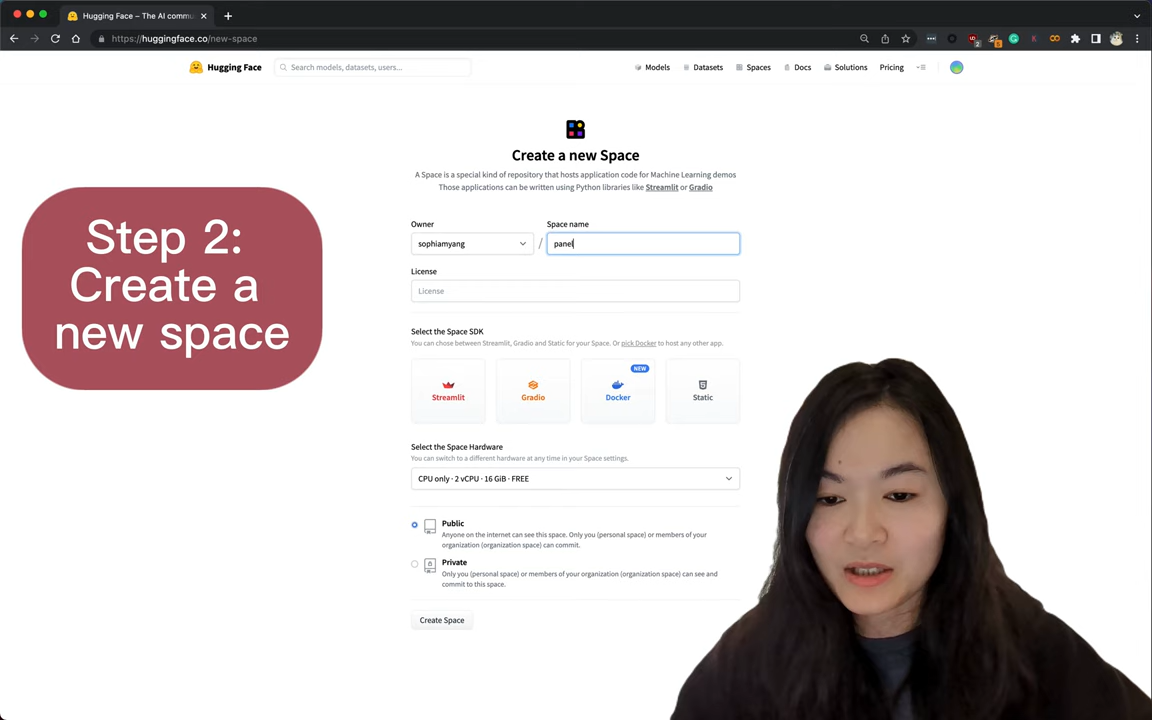 Hugging Face – The AI commu
https://huggingface.co/new-space
Hugging Face
Search models, datasets, users...
Models
Datasets
Spaces
Docs
Solutions
Pricing
Create a new Space
A Space is a special kind of repository that hosts application code for Machine Learning demos
Those applications can be written using Python libraries like Streamlit or Gradio
Owner
Space name
sophiamyang
/
panel
License
License
Select the Space SDK
You can chose between Streamlit, Gradio and Static for your Space. Or pick Docker to host any other app.
NEW
Streamlit
Gradio
Docker
Static
Select the Space Hardware
You can switch to a different hardware at any time in your Space settings.
CPU only · 2 vCPU · 16 GiB · FREE
Public
Anyone on the internet can see this space. Only you (personal space) or members of your
organization (organization space) can commit.
Private
Only you (personal space) or members of your organization (organization space) can see and
commit to this space.
Create Space
Step 2:
Create a
new space